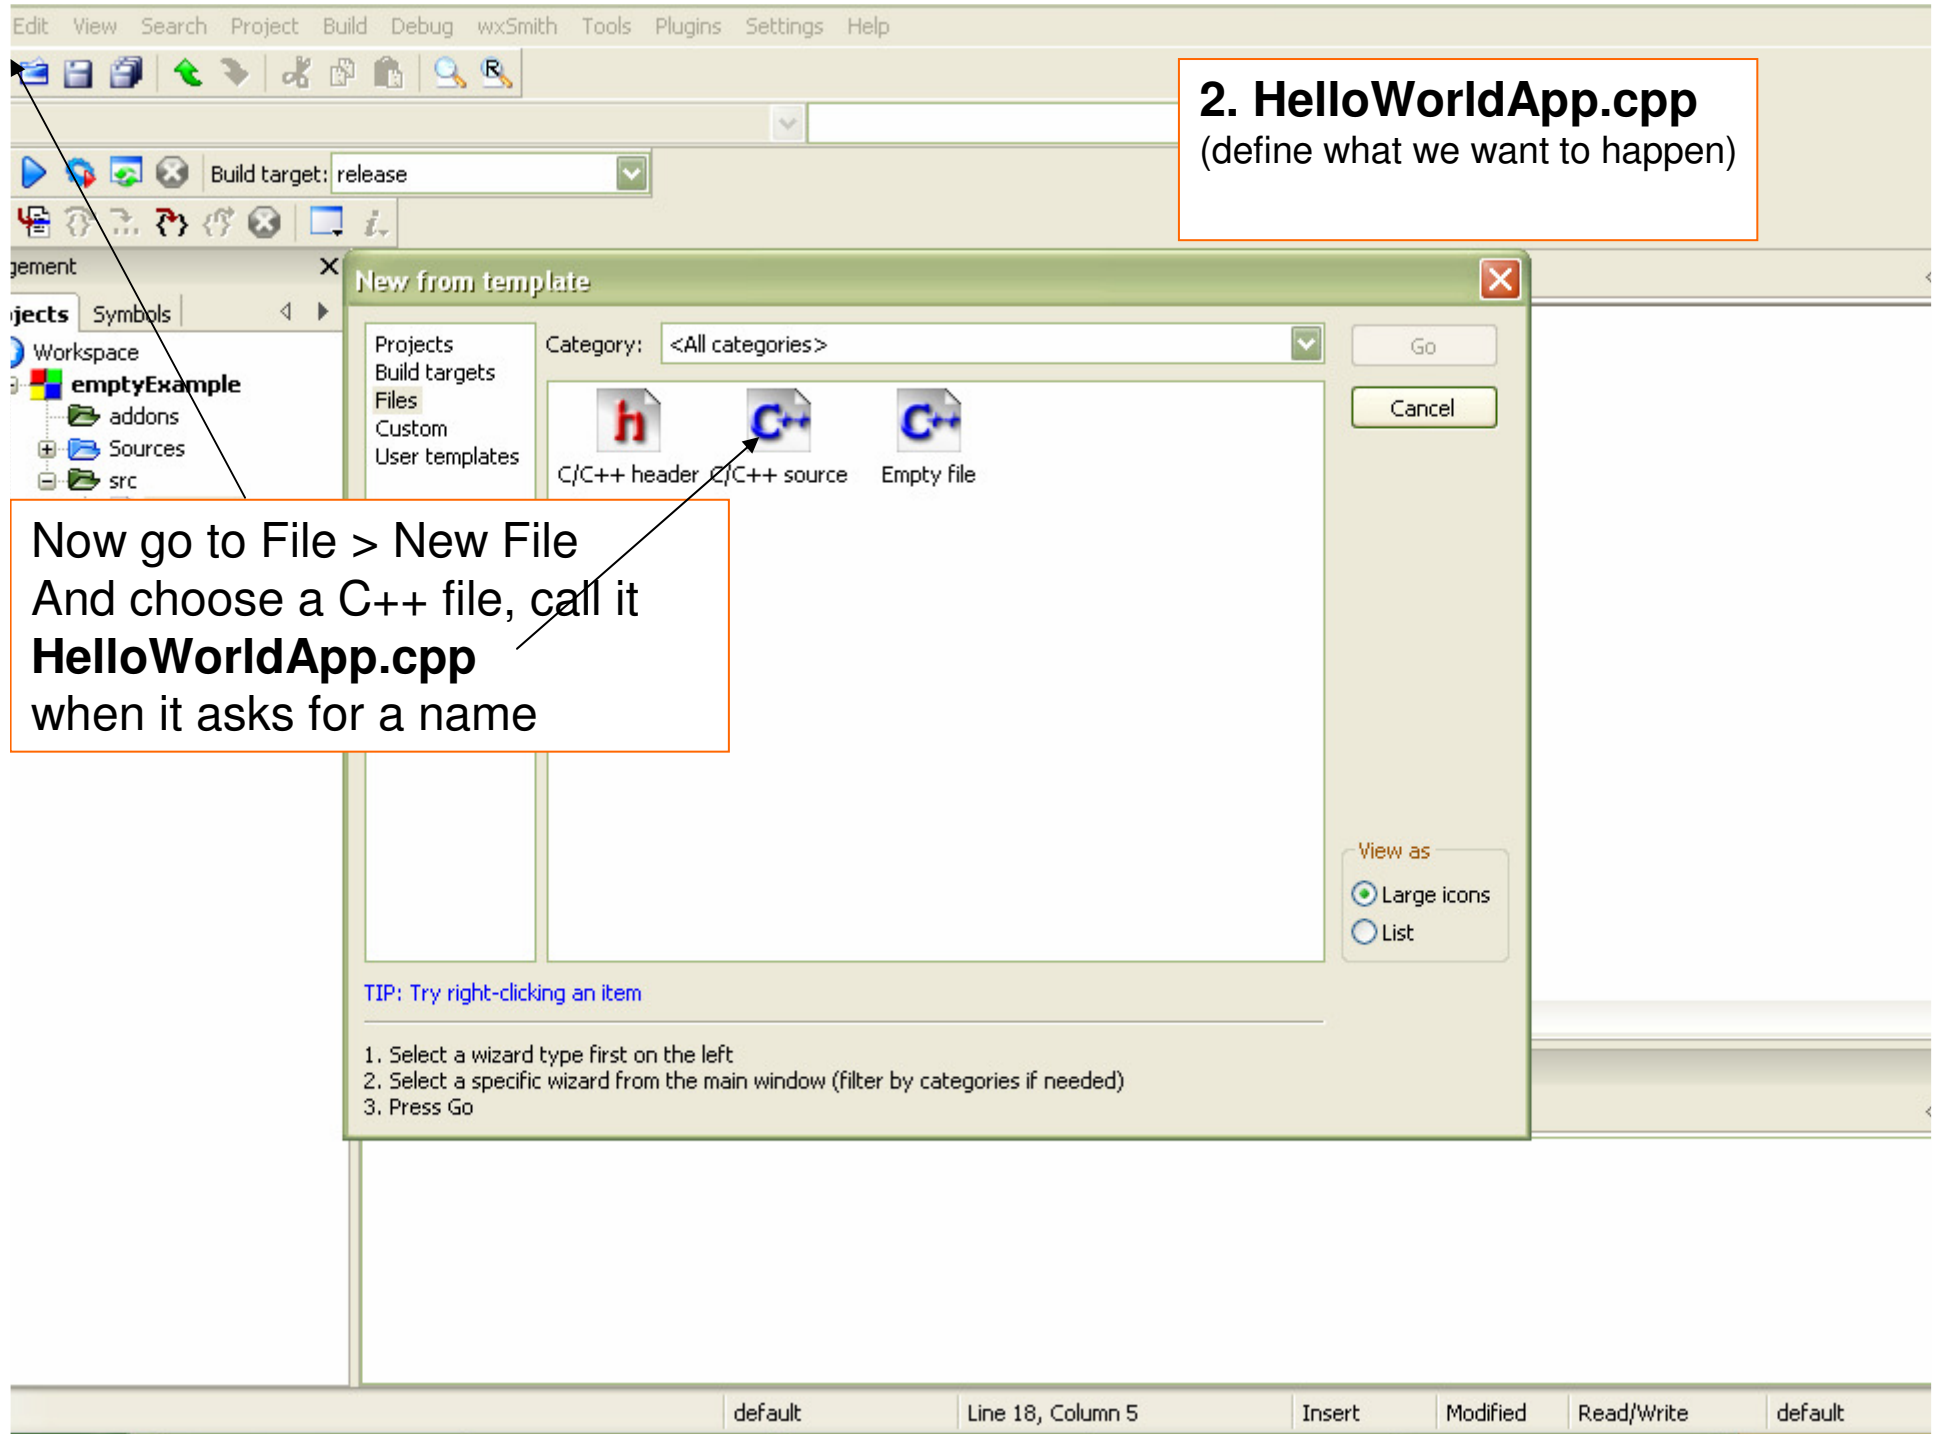 Edit View Search Project Build Debug wxSmith Tools Plugins Settings Help
2. HelloWorldApp.cpp
(define what we want to happen)
Build target: release
gement
New from template
jects Symbols
Workspace
emptyExample
addons
Sources
src
Projects
Build targets
Files
Custom
User templates
Category: <All categories>
Go
Cancel
C/C++ header C/C++ source Empty file
Now go to File > New File
And choose a C++ file, call it
HelloWorldApp.cpp
when it asks for a name
View as
Large icons
List
TIP: Try right-clicking an item
1. Select a wizard type first on the left
2. Select a specific wizard from the main window (filter by categories if needed)
3. Press Go
default Line 18, Column 5 Insert Modified Read/Write default